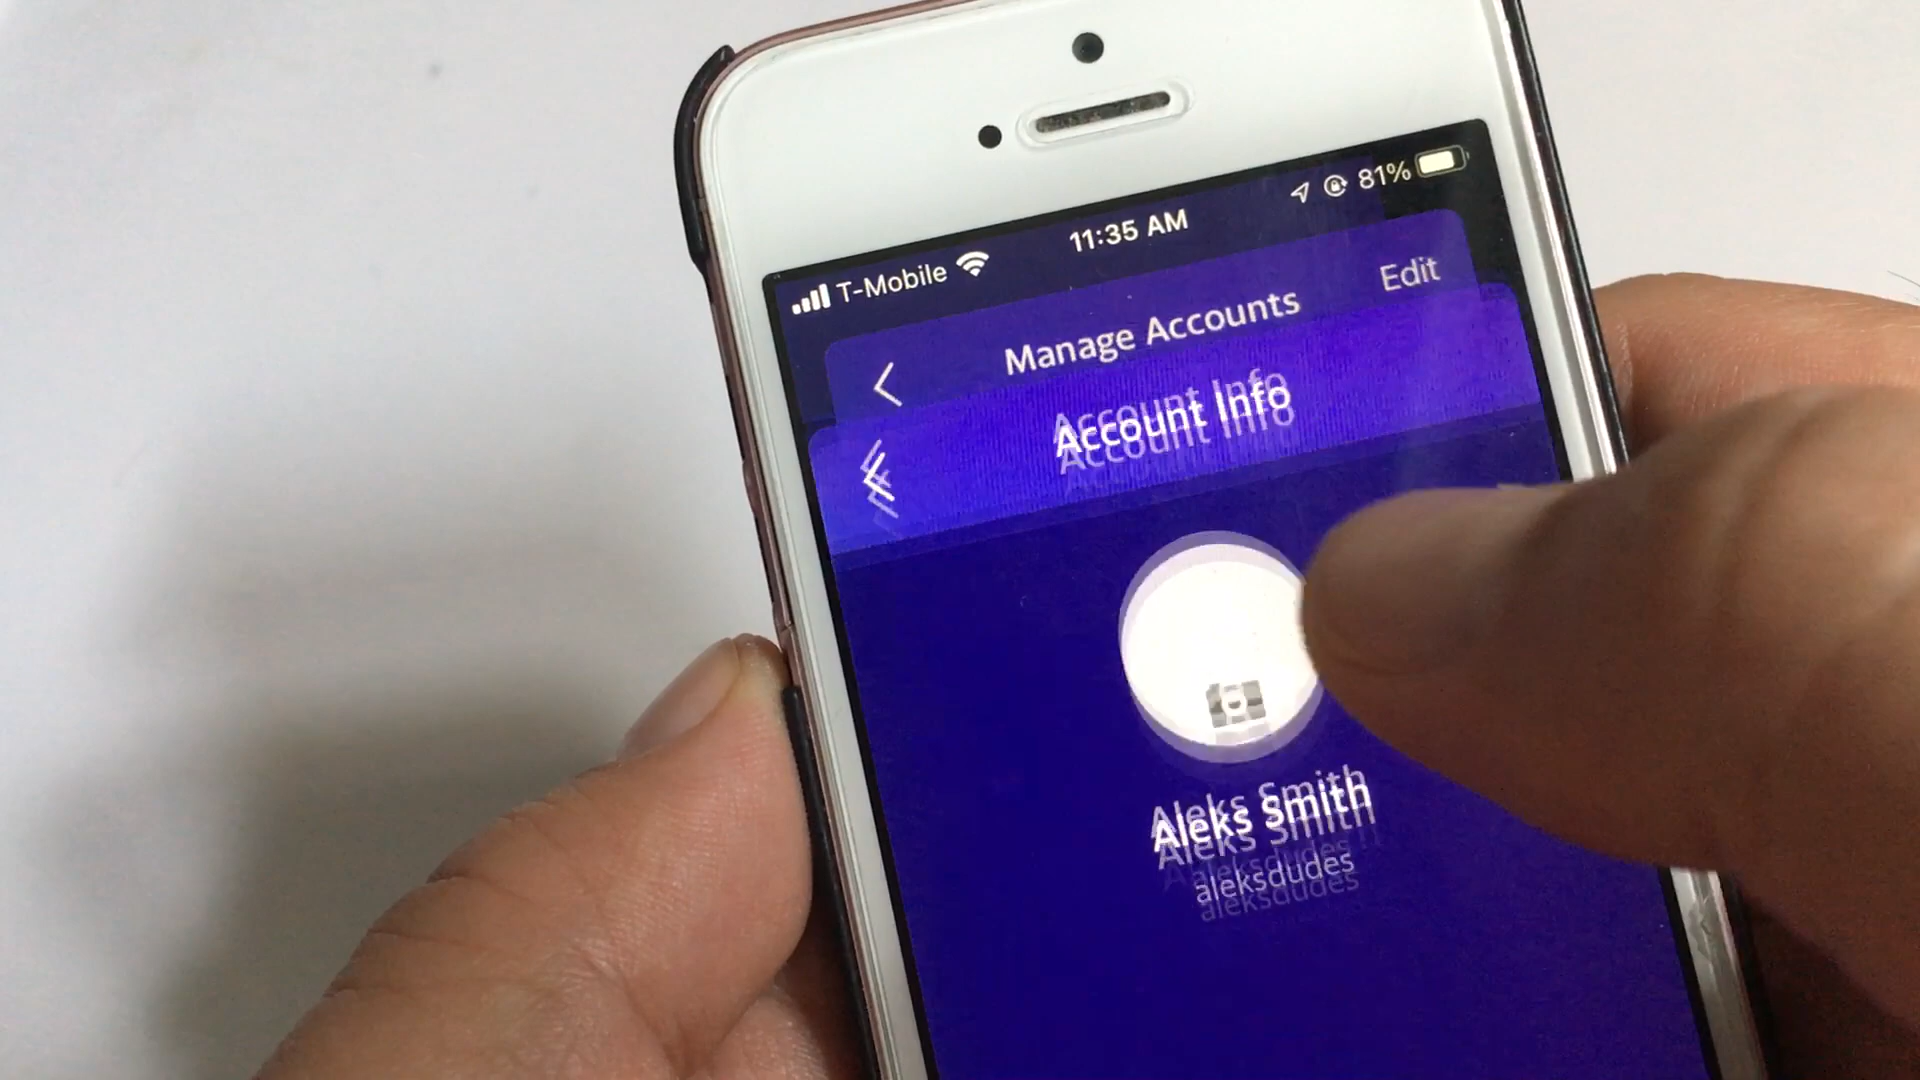 T-Mobile 11:35 AM 81%
Manage Accounts Edit
Account Info
Aleks Smith
aleksdudes